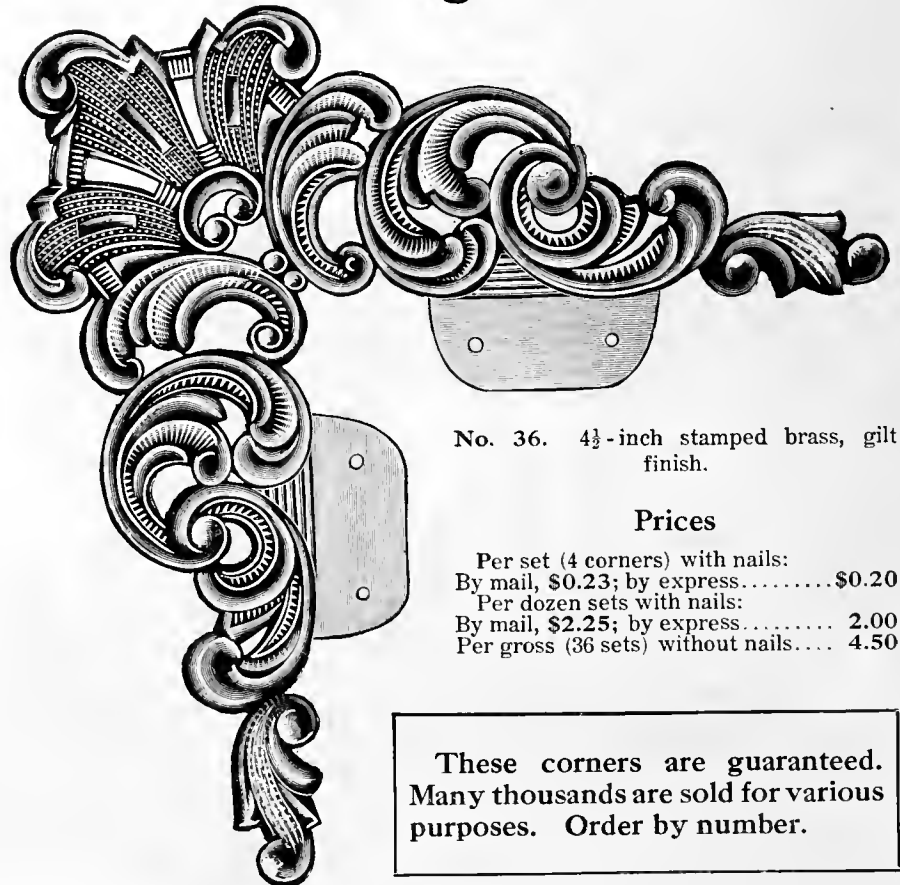 No. 36. 4½-inch stamped brass, gilt
finish.
Prices
Per set (4 corners) with nails:
By mail, $0.23; by express.........$0.20
Per dozen sets with nails:
By mail, $2.25; by express......... 2.00
Per gross (36 sets) without nails.... 4.50
These corners are guaranteed.
Many thousands are sold for various
purposes. Order by number.